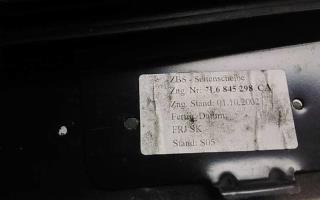 ZBS - Seitenscheibe
Zng. Nr: 7L6 845 298 CA
Zng. Stand: 01.10.2002
Fertig. Datum:
FRJ SK
Stand: S05